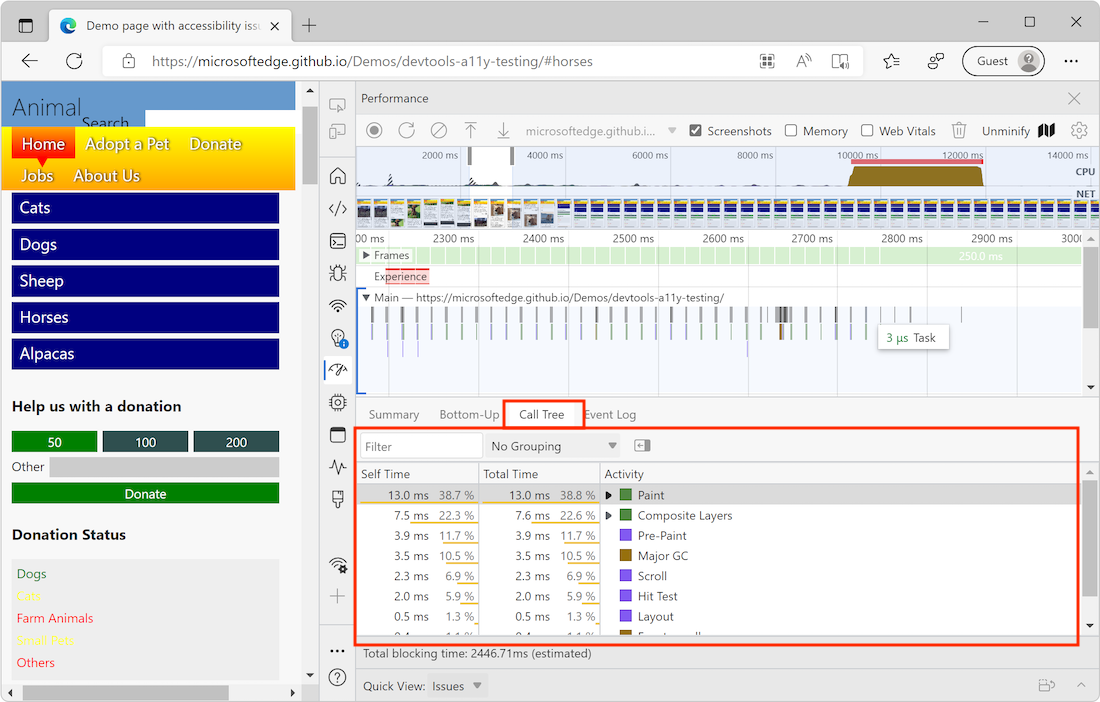 Demo page with accessibility issu
https://microsoftedge.github.io/Demos/devtools-a11y-testing/#horses
Guest
Animal
Search
Home
Adopt a Pet
Donate
Jobs
About Us
Cats
Dogs
Sheep
Horses
Alpacas
Help us with a donation
50 100 200
Other
Donate
Donation Status
Dogs
Cats
Farm Animals
Small Pets
Others
Performance
microsoftedge.github.i... Screenshots Memory Web Vitals Unminify
2000 ms 4000 ms 6000 ms 8000 ms 10000 ms 12000 ms 14000 ms
CPU
NET
00 ms 2300 ms 2400 ms 2500 ms 2600 ms 2700 ms 2800 ms 2900 ms 300
Frames 250.0 ms
Experience
Main — https://microsoftedge.github.io/Demos/devtools-a11y-testing/
3 μs Task
Summary Bottom-Up Call Tree Event Log
Filter No Grouping
Self Time Total Time Activity
13.0 ms 38.7 % 13.0 ms 38.8 % Paint
7.5 ms 22.3 % 7.6 ms 22.6 % Composite Layers
3.9 ms 11.7 % 3.9 ms 11.7 % Pre-Paint
3.5 ms 10.5 % 3.5 ms 10.5 % Major GC
2.3 ms 6.9 % 2.3 ms 6.9 % Scroll
2.0 ms 5.9 % 2.0 ms 5.9 % Hit Test
0.5 ms 1.3 % 0.5 ms 1.3 % Layout
Total blocking time: 2446.71ms (estimated)
Quick View: Issues